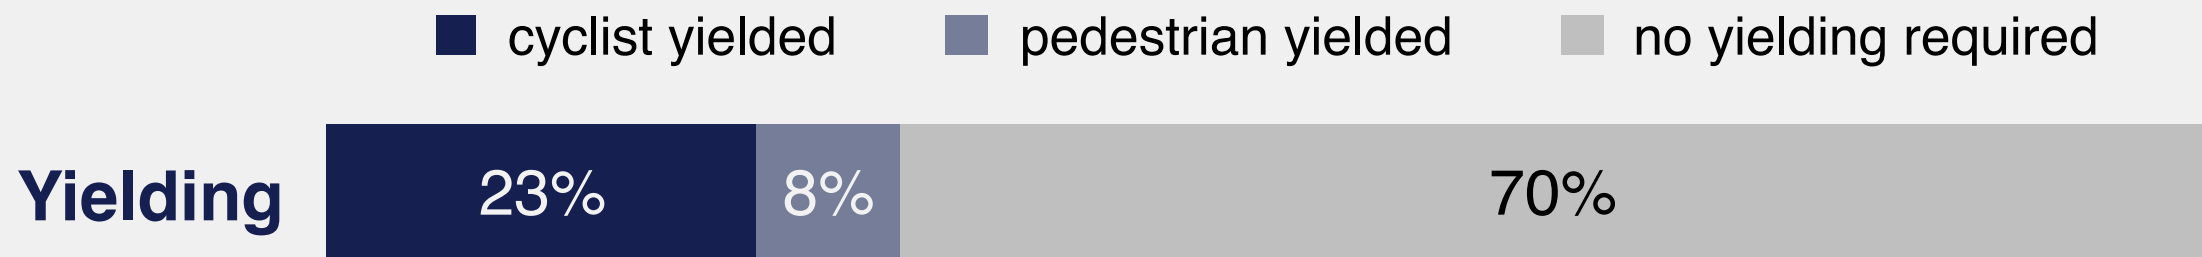 cyclist yielded pedestrian yielded no yielding required
Yielding 23% 8% 70%